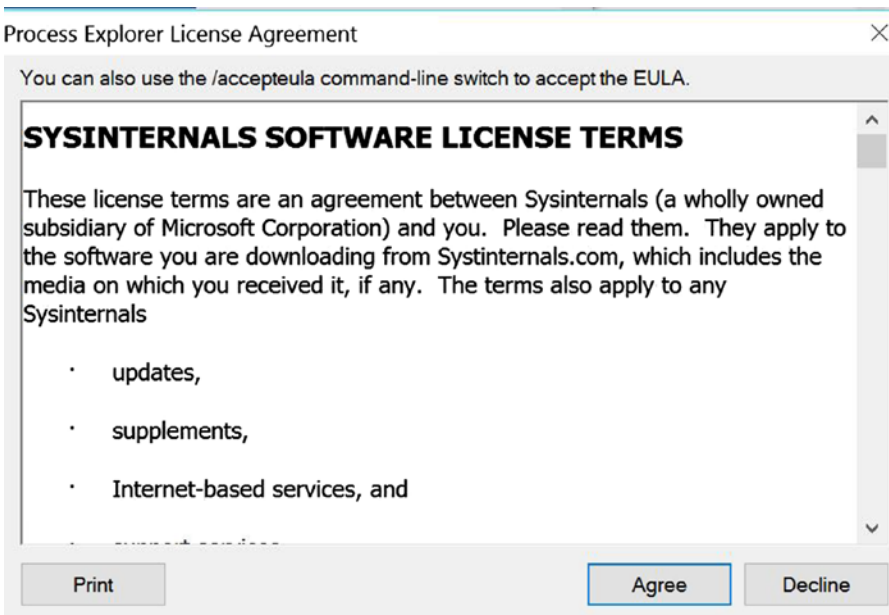 Process Explorer License Agreement
You can also use the /accepteula command-line switch to accept the EULA.
SYSINTERNALS SOFTWARE LICENSE TERMS
These license terms are an agreement between Sysinternals (a wholly owned
subsidiary of Microsoft Corporation) and you.  Please read them.  They apply to
the software you are downloading from Systinternals.com, which includes the
media on which you received it, if any.  The terms also apply to any
Sysinternals
· updates,
· supplements,
· Internet-based services, and
Print Agree Decline